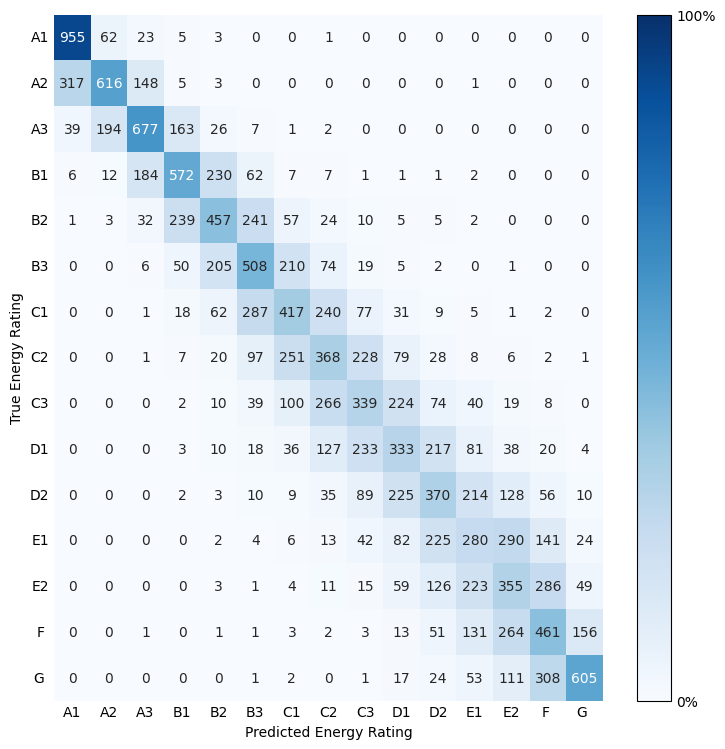 100%
A1 955 62 23 5 3 0 0 1 0 0 0 0 0 0 0
A2 317 616 148 5 3 0 0 0 0 0 0 1 0 0 0
A3 39 194 677 163 26 7 1 2 0 0 0 0 0 0 0
B1 6 12 184 572 230 62 7 7 1 1 1 2 0 0 0
B2 1 3 32 239 457 241 57 24 10 5 5 2 0 0 0
B3 0 0 6 50 205 508 210 74 19 5 2 0 1 0 0
C1 0 0 1 18 62 287 417 240 77 31 9 5 1 2 0
C2 0 0 1 7 20 97 251 368 228 79 28 8 6 2 1
C3 0 0 0 2 10 39 100 266 339 224 74 40 19 8 0
D1 0 0 0 3 10 18 36 127 233 333 217 81 38 20 4
D2 0 0 0 2 3 10 9 35 89 225 370 214 128 56 10
E1 0 0 0 0 2 4 6 13 42 82 225 280 290 141 24
E2 0 0 0 0 3 1 4 11 15 59 126 223 355 286 49
F 0 0 1 0 1 1 3 2 3 13 51 131 264 461 156
G 0 0 0 0 0 1 2 0 1 17 24 53 111 308 605
0%
A1 A2 A3 B1 B2 B3 C1 C2 C3 D1 D2 E1 E2 F G
Predicted Energy Rating
True Energy Rating